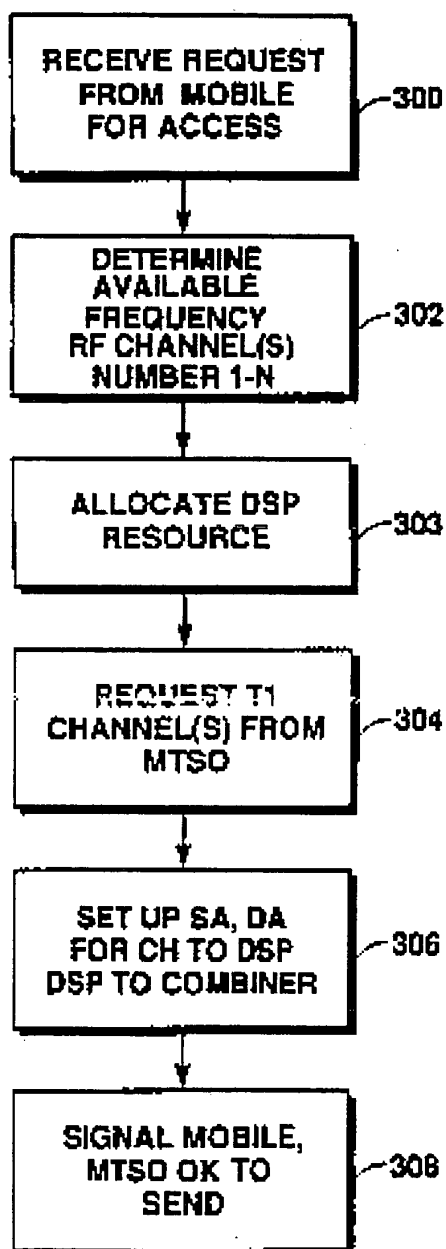 RECEIVE REQUEST
FROM MOBILE
FOR ACCESS
300
DETERMINE
AVAILABLE
FREQUENCY
RF CHANNEL(S)
NUMBER 1-N
302
ALLOCATE DSP
RESOURCE
303
REQUEST T1
CHANNEL(S) FROM
MTSO
304
SET UP SA, DA
FOR CH TO DSP
DSP TO COMBINER
306
SIGNAL MOBILE,
MTSO OK TO
SEND
308